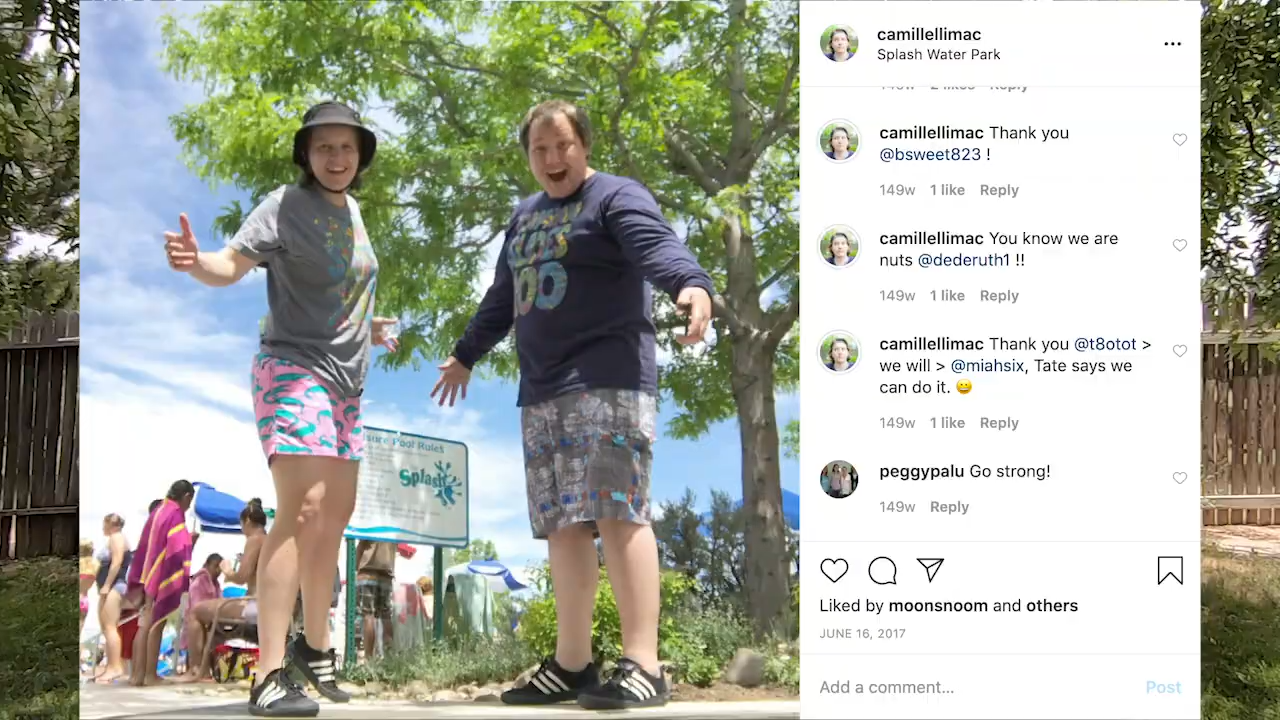 camillellimac
Splash Water Park
Reply
camillellimac Thank you
@bsweet823 !
149w 1 like Reply
camillellimac You know we are
nuts @dederuth1 !!
149w 1 like Reply
camillellimac Thank you @t8otot >
we will > @miahsix, Tate says we
can do it. 😀
149w 1 like Reply
peggypalu Go strong!
149w Reply
Liked by moonsnoom and others
JUNE 16, 2017
Add a comment... Post
Pool Rules
Splash